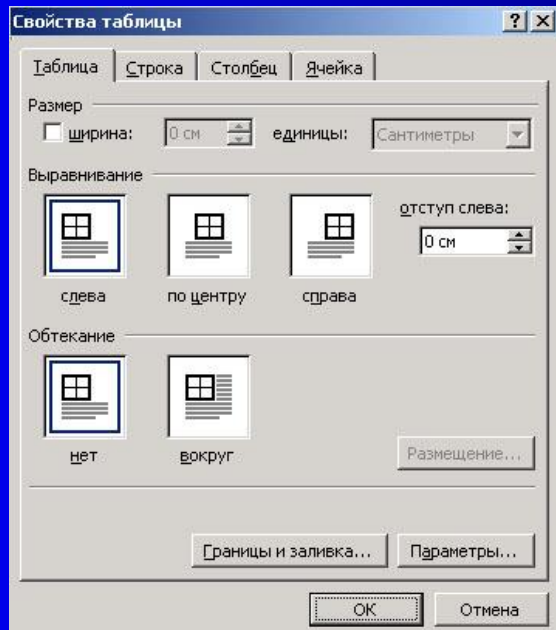 Свойства таблицы
? X
Таблица Строка Столбец Ячейка
Размер
ширина: 0 см единицы: Сантиметры
Выравнивание
отступ слева:
0 см
слева по центру справа
Обтекание
нет вокруг
Размещение...
Границы и заливка... Параметры...
ОК Отмена